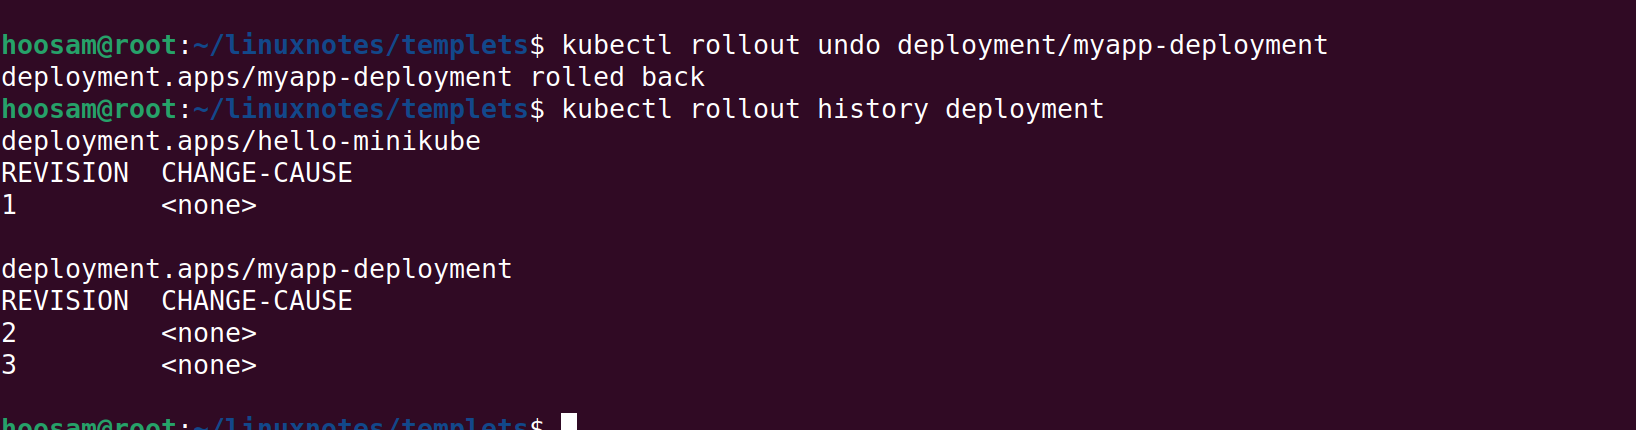 hoosam@root:~/linuxnotes/templets$ kubectl rollout undo deployment/myapp-deployment
deployment.apps/myapp-deployment rolled back
hoosam@root:~/linuxnotes/templets$ kubectl rollout history deployment
deployment.apps/hello-minikube
REVISION  CHANGE-CAUSE
1         <none>
deployment.apps/myapp-deployment
REVISION  CHANGE-CAUSE
2         <none>
3         <none>
hoosam@root:~/linuxnotes/templets$